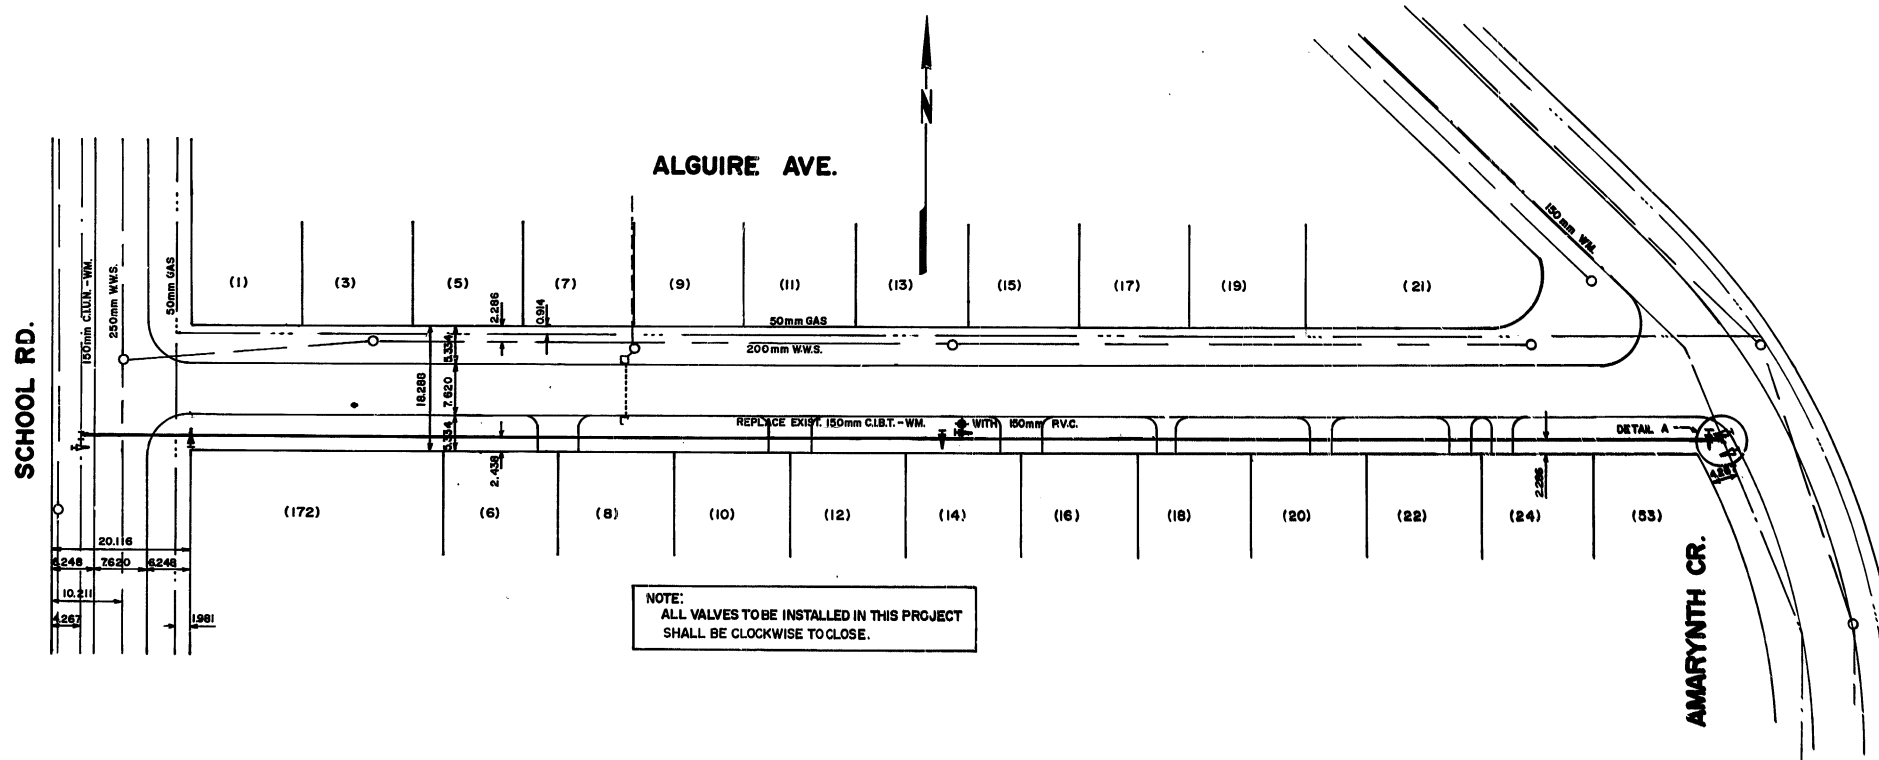 N
ALGUIRE AVE.
SCHOOL RD.
150mm C.I.U.N.-WM.
250mm W.W.S.
50mm GAS
150mm WM.
(1)
(3)
(5)
(7)
(9)
(11)
(13)
(15)
(17)
(19)
(21)
2.286
0.914
50mm GAS
200mm W.W.S.
5.334
18.288
7.620
5.334
2.438
REPLACE EXIST. 150mm C.I.B.T.-WM. WITH 150mm P.V.C.
DETAIL A
4.267
2.286
(172)
(6)
(8)
(10)
(12)
(14)
(16)
(18)
(20)
(22)
(24)
(53)
20.116
6.248
7.620
6.248
10.211
4.267
1.981
NOTE:
ALL VALVES TO BE INSTALLED IN THIS PROJECT
SHALL BE CLOCKWISE TO CLOSE.
AMARYNTH CR.